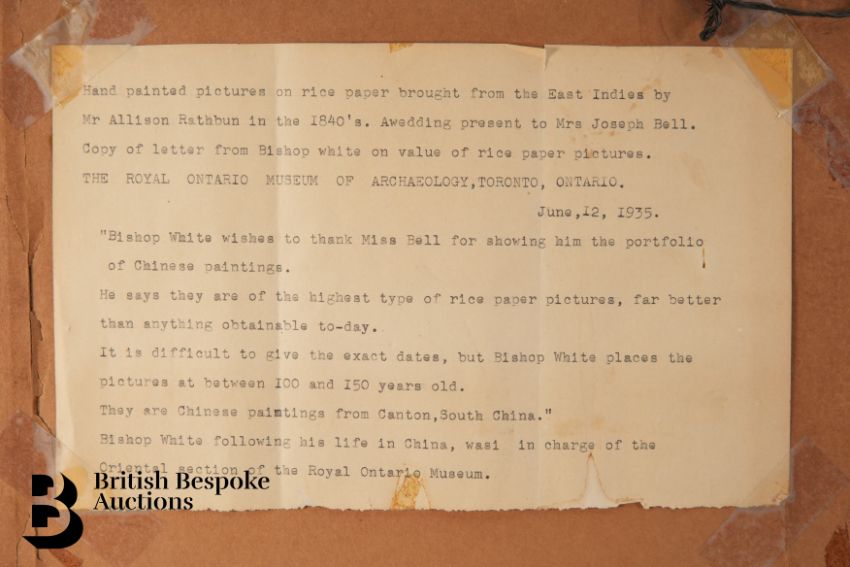 Hand painted pictures on rice paper brought from the East Indies by
Mr Allison Rathbun in the I840's. Awedding present to Mrs Joseph Bell.
Copy of letter from Bishop white on value of rice paper pictures.
THE ROYAL ONTARIO MUSEUM OF ARCHAEOLOGY,TORONTO, ONTARIO.
June,I2, I935.
"Bishop White wishes to thank Miss Bell for showing him the portfolio
of Chinese paintings.
He says they are of the highest type of rice paper pictures, far better
than anything obtainable to-day.
It is difficult to give the exact dates, but Bishop White places the
pictures at between I00 and I50 years old.
They are Chinese paintings from Canton,South China."
Bishop White following his life in China, wasi in charge of the
Oriental section of the Royal Ontario Museum.
British Bespoke
Auctions